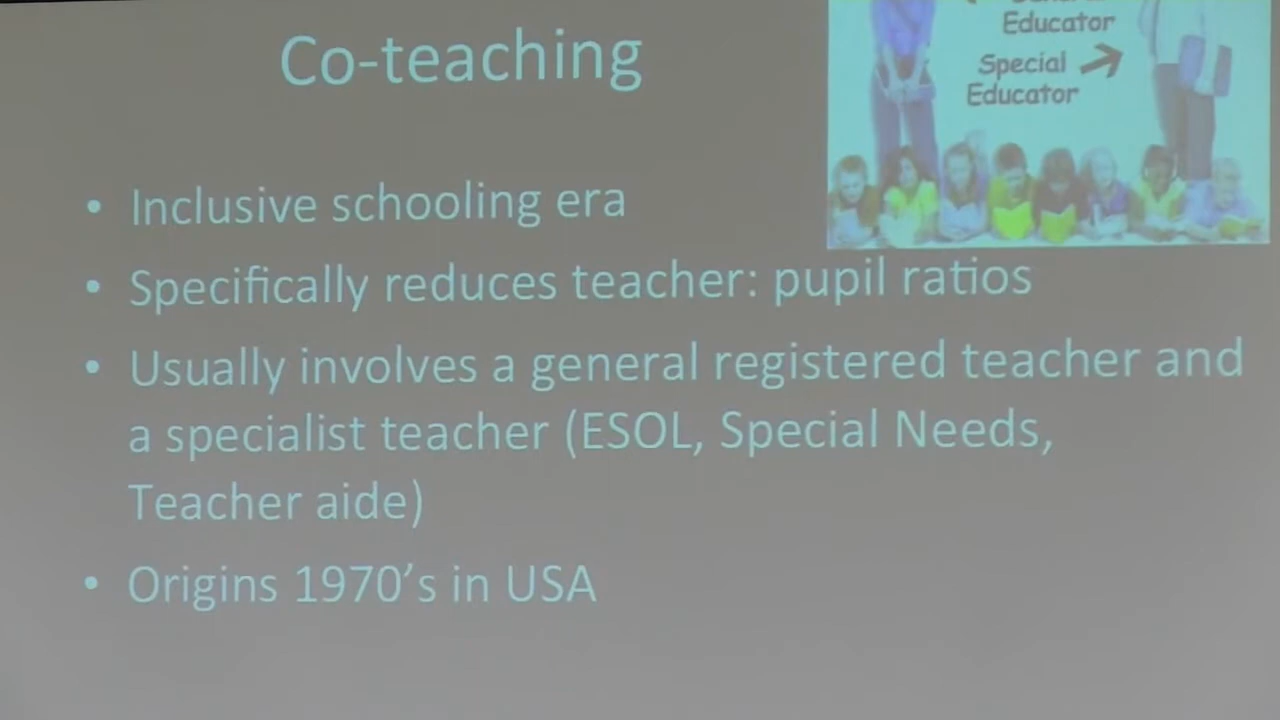 Co-teaching
Educator
Special
Educator
• Inclusive schooling era
• Specifically reduces teacher: pupil ratios
• Usually involves a general registered teacher and
a specialist teacher (ESOL, Special Needs,
Teacher aide)
• Origins 1970's in USA